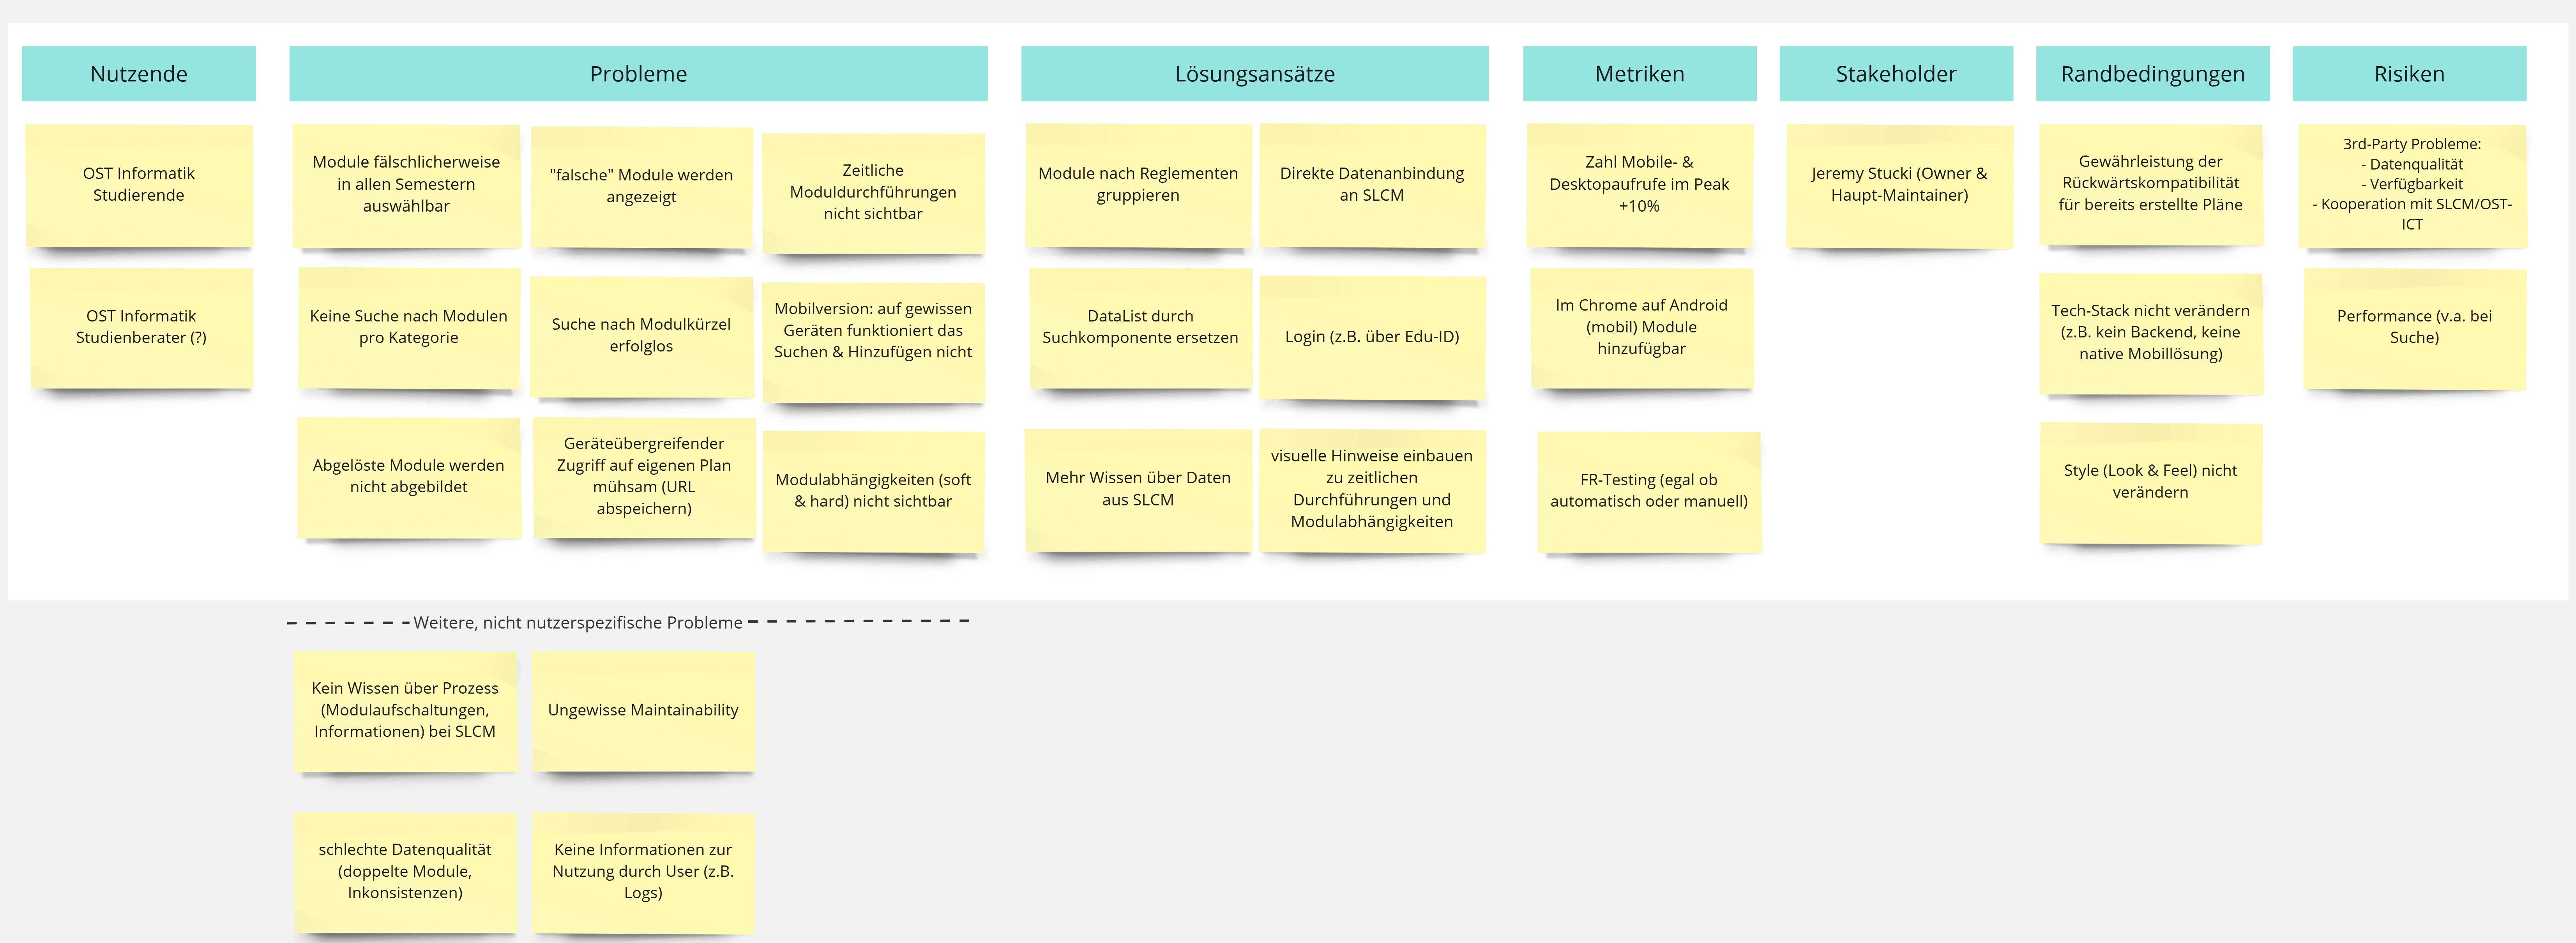 Nutzende
OST Informatik
Studierende
OST Informatik
Studienberater (?)
Probleme
Module fälschlicherweise
in allen Semestern
auswählbar
"falsche" Module werden
angezeigt
Zeitliche
Moduldurchführungen
nicht sichtbar
Keine Suche nach Modulen
pro Kategorie
Suche nach Modulkürzel
erfolglos
Mobilversion: auf gewissen
Geräten funktioniert das
Suchen & Hinzufügen nicht
Abgelöste Module werden
nicht abgebildet
Geräteübergreifender
Zugriff auf eigenen Plan
mühsam (URL
abspeichern)
Modulabhängigkeiten (soft
& hard) nicht sichtbar
Lösungsansätze
Module nach Reglementen
gruppieren
Direkte Datenanbindung
an SLCM
DataList durch
Suchkomponente ersetzen
Login (z.B. über Edu-ID)
Mehr Wissen über Daten
aus SLCM
visuelle Hinweise einbauen
zu zeitlichen
Durchführungen und
Modulabhängigkeiten
Metriken
Zahl Mobile- &
Desktopaufrufe im Peak
+10%
Im Chrome auf Android
(mobil) Module
hinzufügbar
FR-Testing (egal ob
automatisch oder manuell)
Stakeholder
Jeremy Stucki (Owner &
Haupt-Maintainer)
Randbedingungen
Gewährleistung der
Rückwärtskompatibilität
für bereits erstellte Pläne
Tech-Stack nicht verändern
(z.B. kein Backend, keine
native Mobillösung)
Style (Look & Feel) nicht
verändern
Risiken
3rd-Party Probleme:
- Datenqualität
- Verfügbarkeit
- Kooperation mit SLCM/OST-
ICT
Performance (v.a. bei
Suche)
Weitere, nicht nutzerspezifische Probleme
Kein Wissen über Prozess
(Modulaufschaltungen,
Informationen) bei SLCM
Ungewisse Maintainability
schlechte Datenqualität
(doppelte Module,
Inkonsistenzen)
Keine Informationen zur
Nutzung durch User (z.B.
Logs)